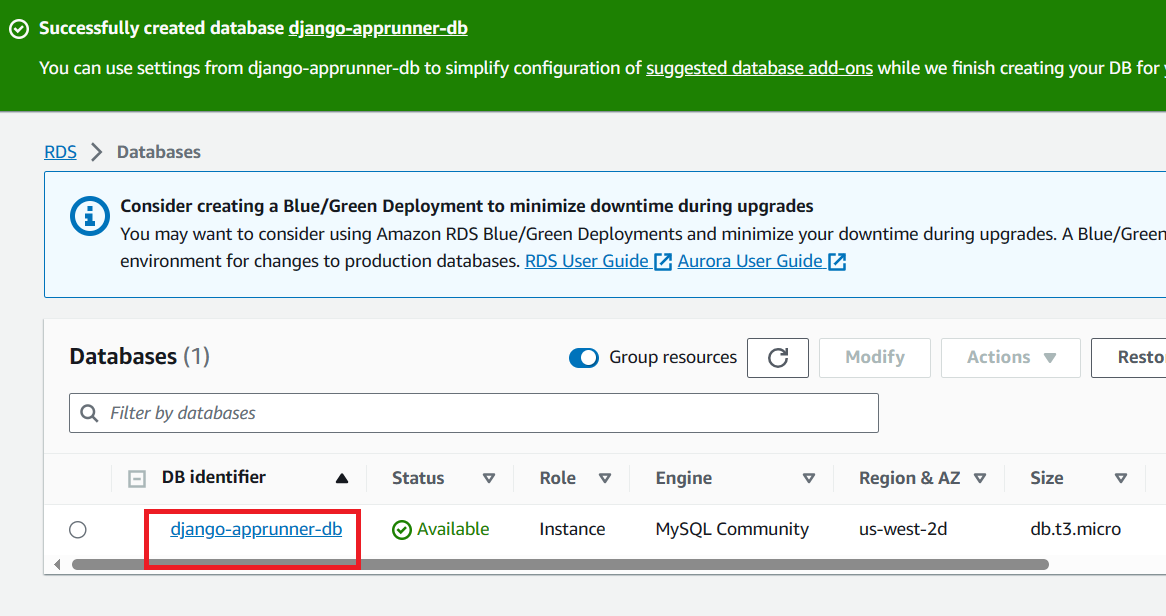 Successfully created database django-apprunner-db
You can use settings from django-apprunner-db to simplify configuration of suggested database add-ons while we finish creating your DB for
RDS > Databases
Consider creating a Blue/Green Deployment to minimize downtime during upgrades
You may want to consider using Amazon RDS Blue/Green Deployments and minimize your downtime during upgrades. A Blue/Green
environment for changes to production databases. RDS User Guide Aurora User Guide
Databases (1) Group resources Modify Actions Resto
Filter by databases
DB identifier Status Role Engine Region & AZ Size
django-apprunner-db Available Instance MySQL Community us-west-2d db.t3.micro